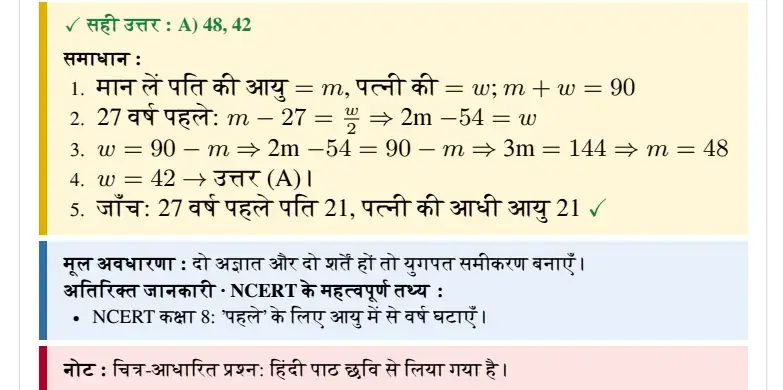 ✓ सही उत्तर : A) 48, 42
समाधान :
1. मान लें पति की आयु = m, पत्नी की = w; m + w = 90
2. 27 वर्ष पहले: m − 27 = w/2 ⇒ 2m −54 = w
3. w = 90 − m ⇒ 2m −54 = 90 − m ⇒ 3m = 144 ⇒ m = 48
4. w = 42 → उत्तर (A)।
5. जाँच: 27 वर्ष पहले पति 21, पत्नी की आधी आयु 21 ✓
मूल अवधारणा : दो अज्ञात और दो शर्तें हों तो युगपत समीकरण बनाएँ।
अतिरिक्त जानकारी · NCERT के महत्वपूर्ण तथ्य :
• NCERT कक्षा 8: 'पहले' के लिए आयु में से वर्ष घटाएँ।
नोट : चित्र-आधारित प्रश्न: हिंदी पाठ छवि से लिया गया है।